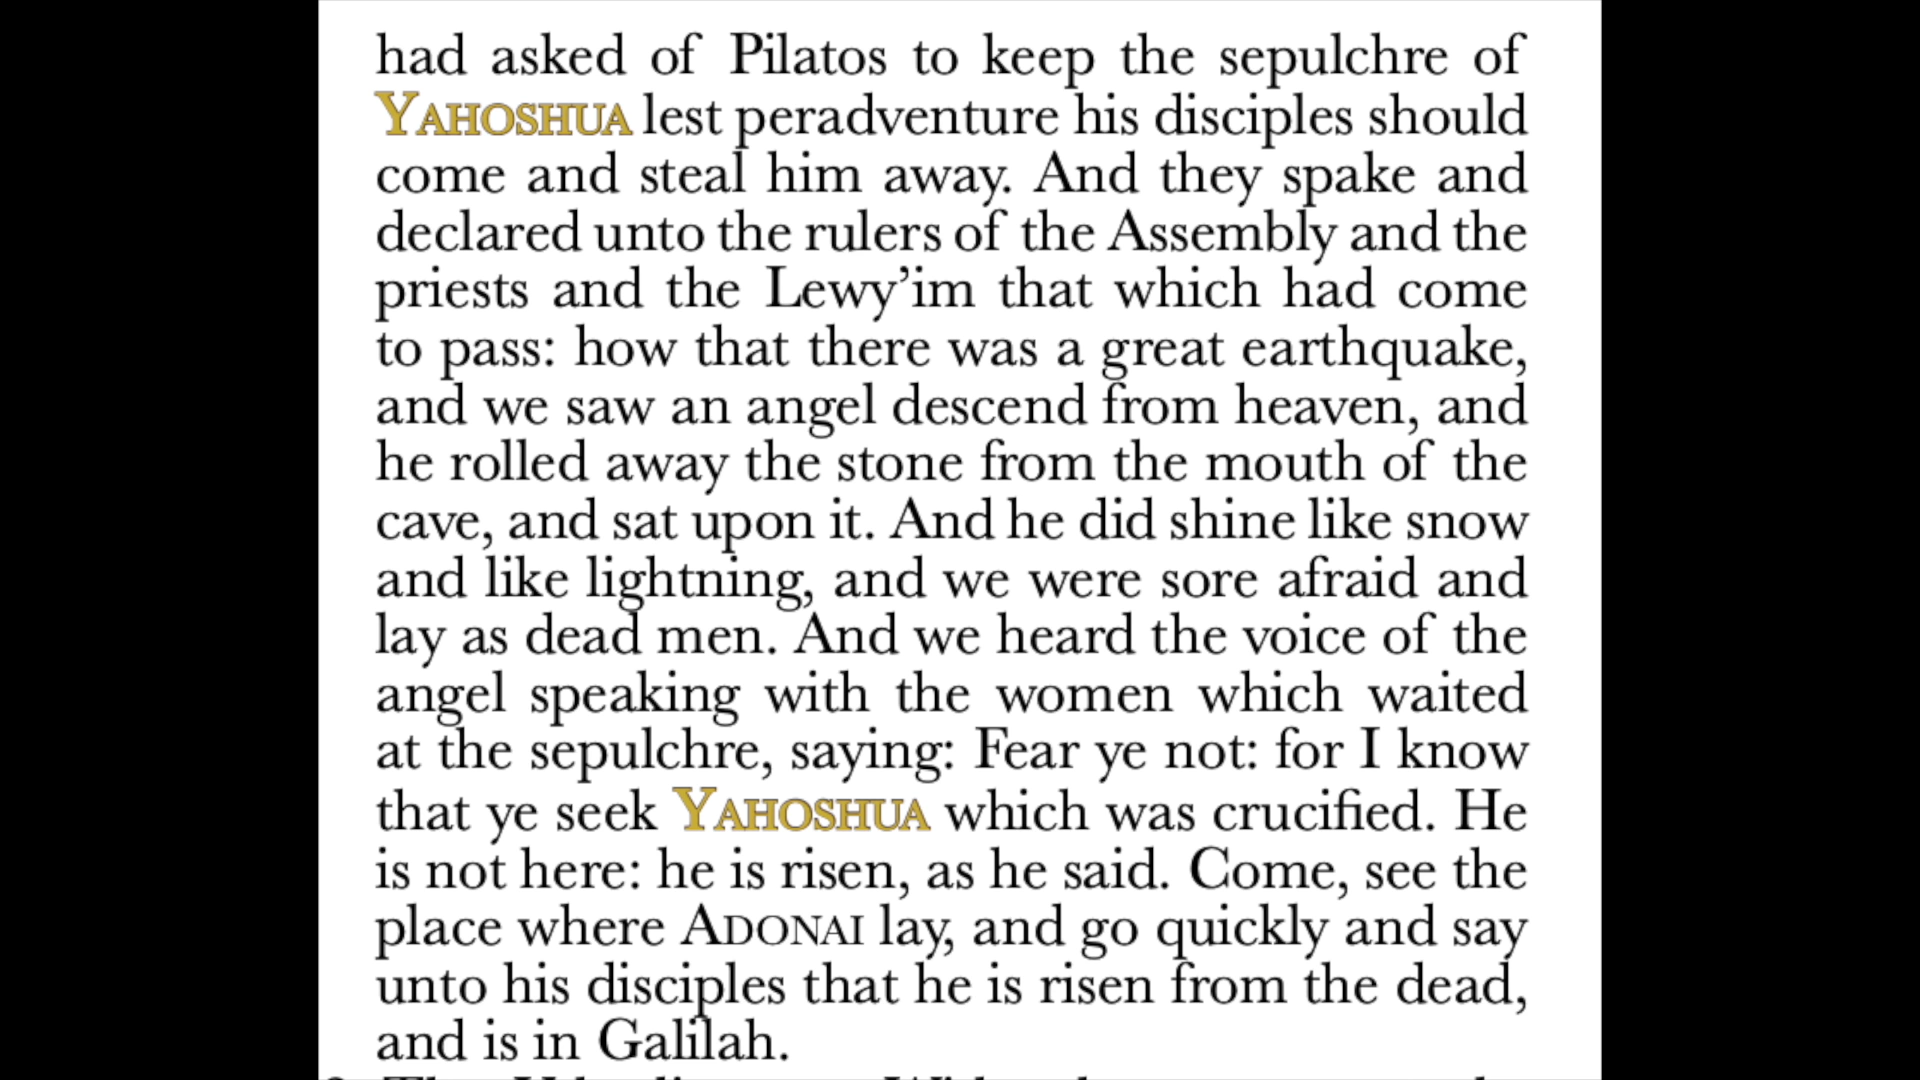 had asked of Pilatos to keep the sepulchre of
YAHOSHUA lest peradventure his disciples should
come and steal him away. And they spake and
declared unto the rulers of the Assembly and the
priests and the Lewy’im that which had come
to pass: how that there was a great earthquake,
and we saw an angel descend from heaven, and
he rolled away the stone from the mouth of the
cave, and sat upon it. And he did shine like snow
and like lightning, and we were sore afraid and
lay as dead men. And we heard the voice of the
angel speaking with the women which waited
at the sepulchre, saying: Fear ye not: for I know
that ye seek YAHOSHUA which was crucified. He
is not here: he is risen, as he said. Come, see the
place where ADONAI lay, and go quickly and say
unto his disciples that he is risen from the dead,
and is in Galilah.